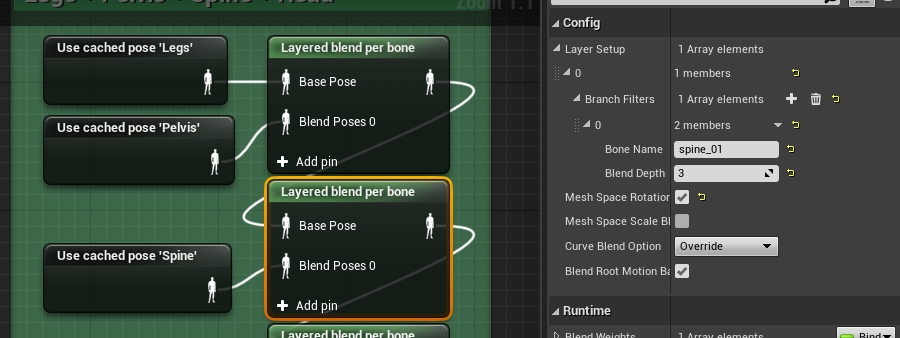 Legs + Pelvis + Spine + Head
Zoom 1:1
Use cached pose 'Legs'
Layered blend per bone
Base Pose
Blend Poses 0
Add pin
Use cached pose 'Pelvis'
Layered blend per bone
Base Pose
Blend Poses 0
Add pin
Use cached pose 'Spine'
Layered blend per bone
Config
Layer Setup 1 Array elements
0 1 members
Branch Filters 1 Array elements
0 2 members
Bone Name spine_01
Blend Depth 3
Mesh Space Rotation
Mesh Space Scale Bl
Curve Blend Option Override
Blend Root Motion Ba
Runtime
Blend Weights 1 Array elements Bind